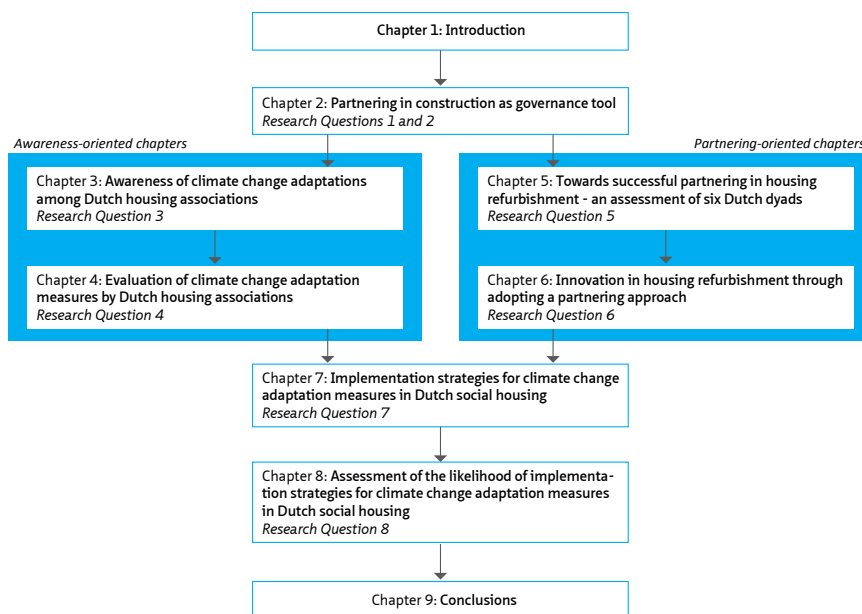 Chapter 1: Introduction
Chapter 2: Partnering in construction as governance tool
Research Questions 1 and 2
Awareness-oriented chapters
Partnering-oriented chapters
Chapter 3: Awareness of climate change adaptations
among Dutch housing associations
Research Question 3
Chapter 4: Evaluation of climate change adaptation
measures by Dutch housing associations
Research Question 4
Chapter 5: Towards successful partnering in housing
refurbishment - an assessment of six Dutch dyads
Research Question 5
Chapter 6: Innovation in housing refurbishment through
adopting a partnering approach
Research Question 6
Chapter 7: Implementation strategies for climate change
adaptation measures in Dutch social housing
Research Question 7
Chapter 8: Assessment of the likelihood of implementa-
tion strategies for climate change adaptation measures
in Dutch social housing
Research Question 8
Chapter 9: Conclusions